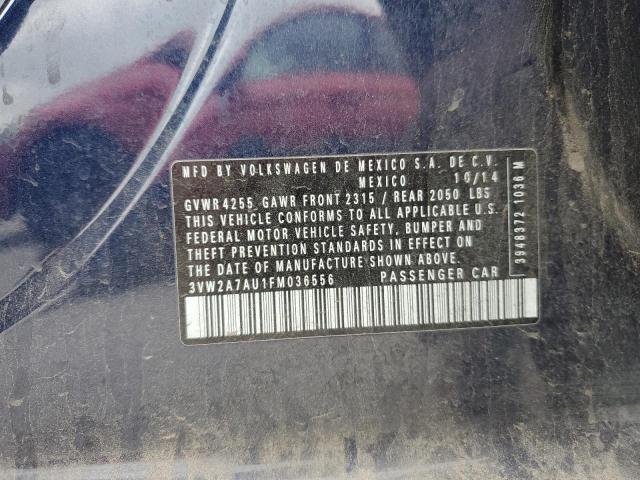 MFD BY VOLKSWAGEN DE MEXICO S.A. DE C.V.
MEXICO 10/14
GVWR 4255 GAWR FRONT 2315 / REAR 2050 LBS
THIS VEHICLE CONFORMS TO ALL APPLICABLE U.S.
FEDERAL MOTOR VEHICLE SAFETY, BUMPER AND
THEFT PREVENTION STANDARDS IN EFFECT ON
THE DATE OF MANUFACTURE SHOWN ABOVE.
3VW2A7AU1FM036556 PASSENGER CAR
3948372 1036 M